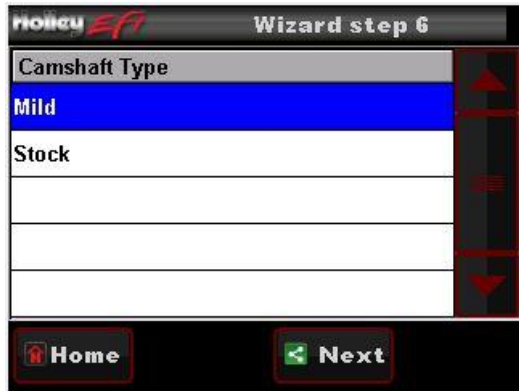 Holley EFI Wizard step 6
Camshaft Type
Mild
Stock
Home Next